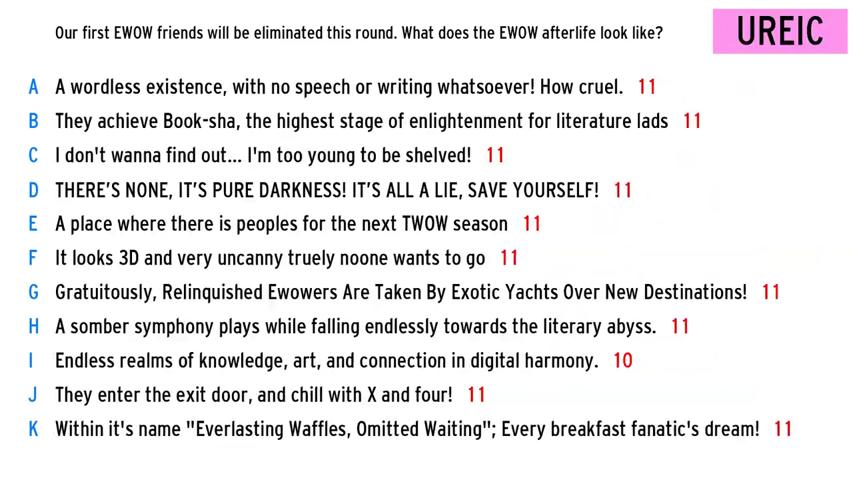 Our first EWOW friends will be eliminated this round. What does the EWOW afterlife look like?
UREIC
A A wordless existence, with no speech or writing whatsoever! How cruel. 11
B They achieve Book-sha, the highest stage of enlightenment for literature lads 11
C I don't wanna find out... I'm too young to be shelved! 11
D THERE'S NONE, IT'S PURE DARKNESS! IT'S ALL A LIE, SAVE YOURSELF! 11
E A place where there is peoples for the next TWOW season 11
F It looks 3D and very uncanny truely noone wants to go 11
G Gratuitously, Relinquished Ewowers Are Taken By Exotic Yachts Over New Destinations! 11
H A somber symphony plays while falling endlessly towards the literary abyss. 11
I Endless realms of knowledge, art, and connection in digital harmony. 10
J They enter the exit door, and chill with X and four! 11
K Within it's name "Everlasting Waffles, Omitted Waiting"; Every breakfast fanatic's dream! 11